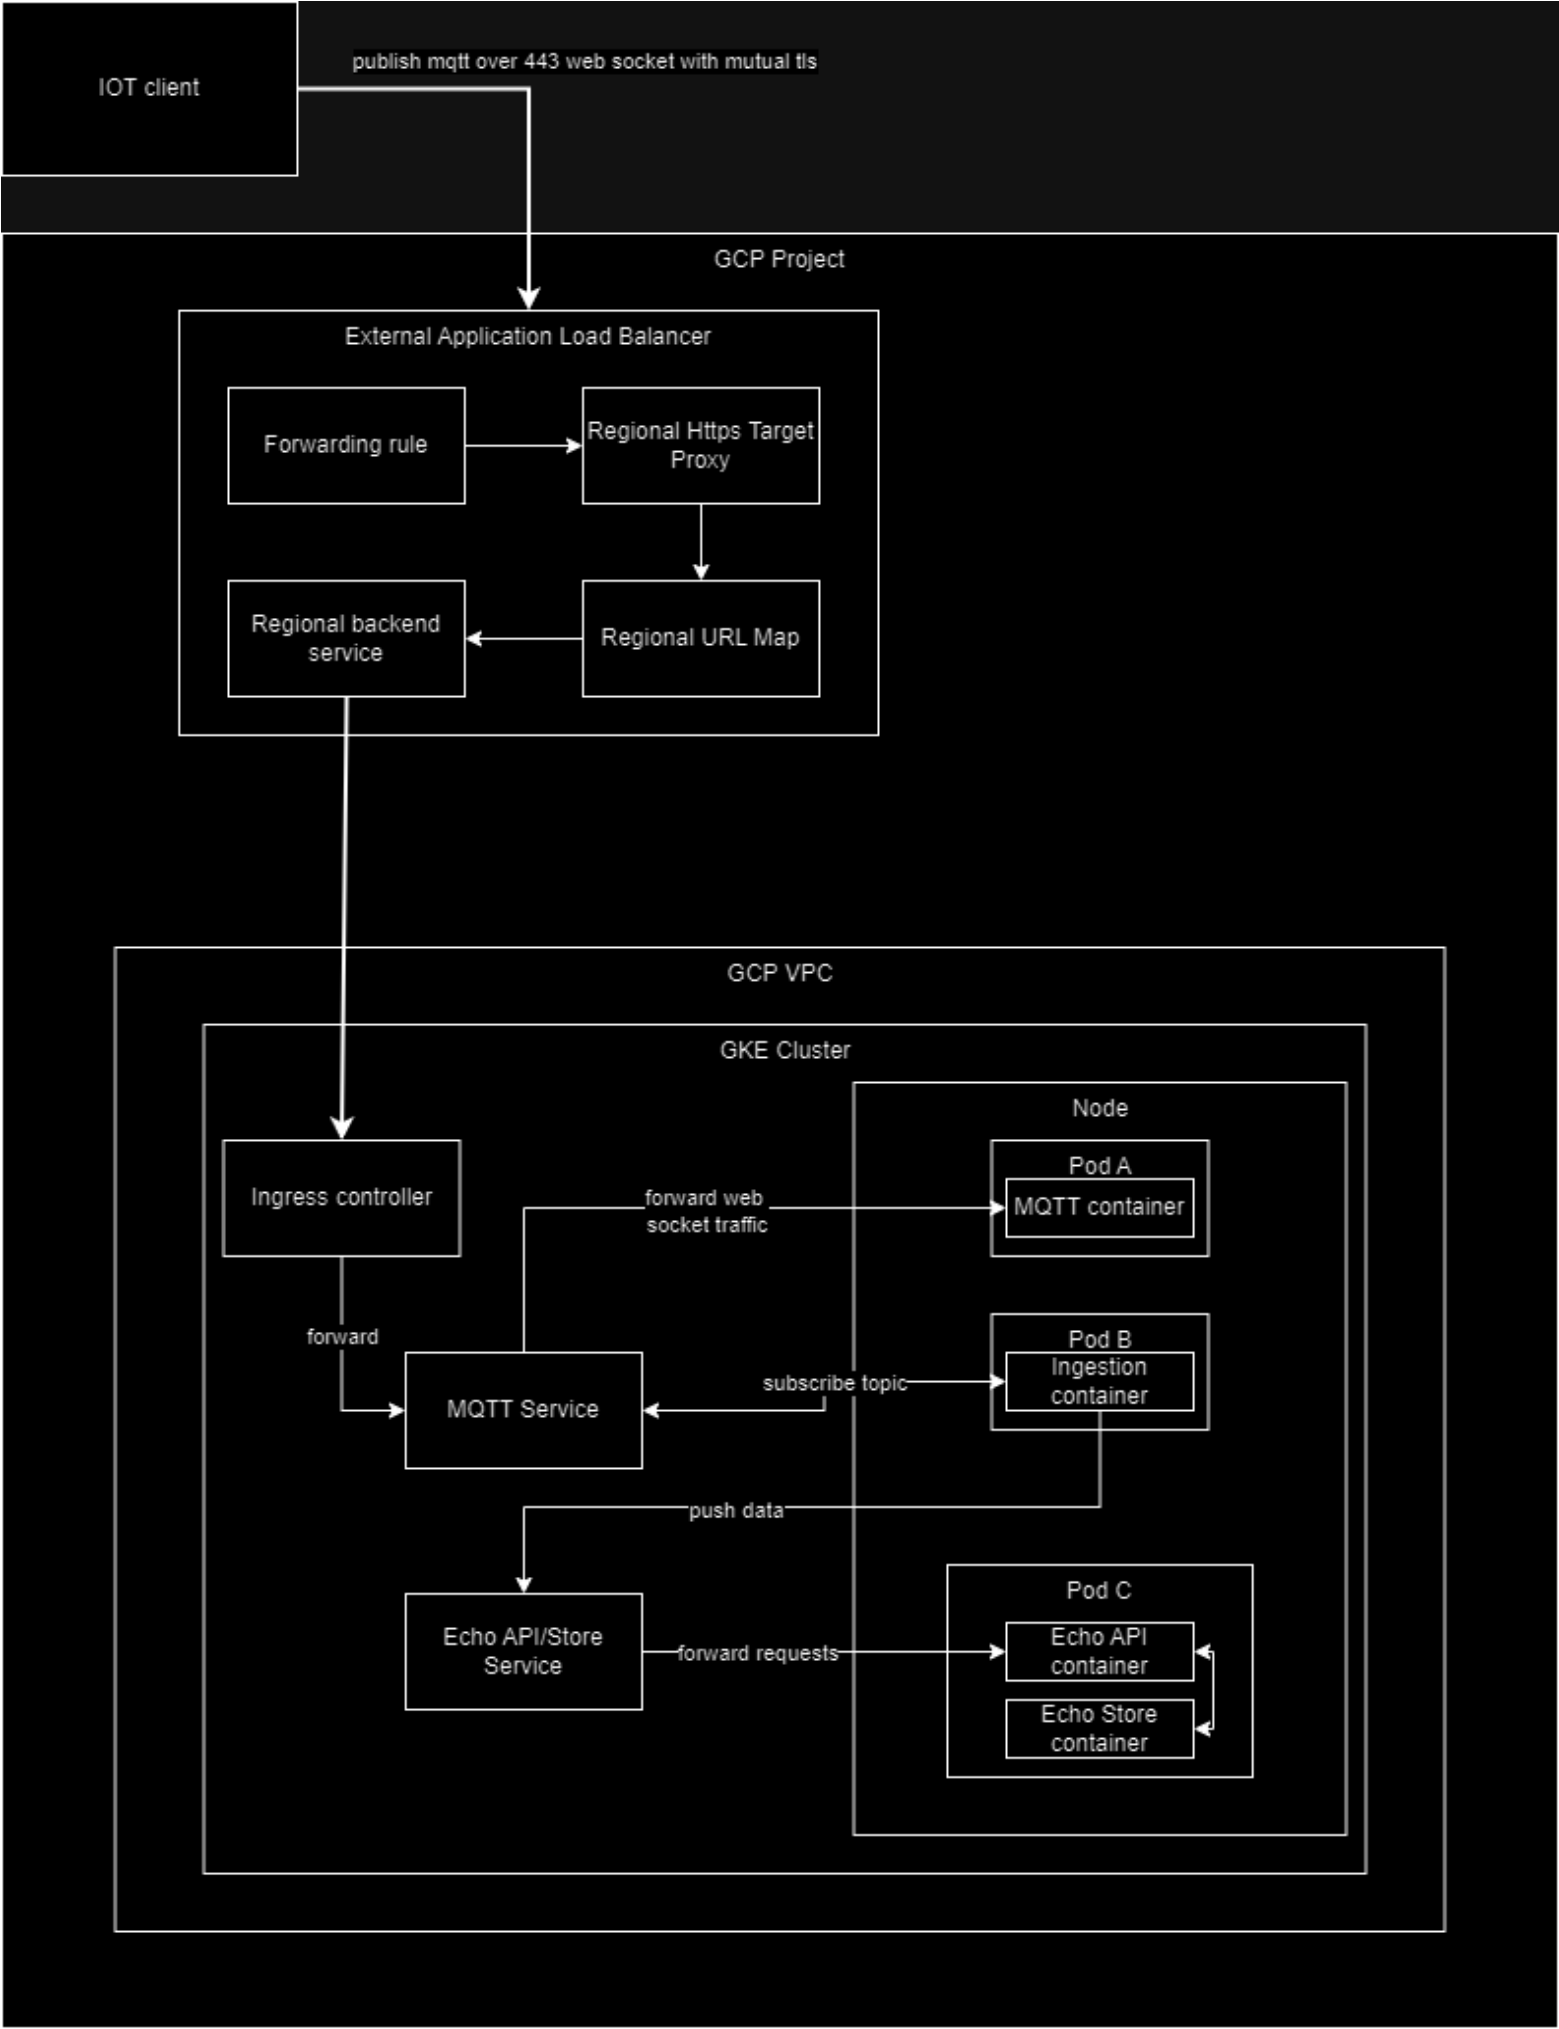 IOT client
publish mqtt over 443 web socket with mutual tls
GCP Project
External Application Load Balancer
Forwarding rule
Regional Https Target
Proxy
Regional backend
service
Regional URL Map
GCP VPC
GKE Cluster
Node
Pod A
MQTT container
Ingress controller
forward web
socket traffic
forward
Pod B
Ingestion
container
subscribe topic
MQTT Service
push data
Pod C
Echo API/Store
Service
forward requests
Echo API
container
Echo Store
container